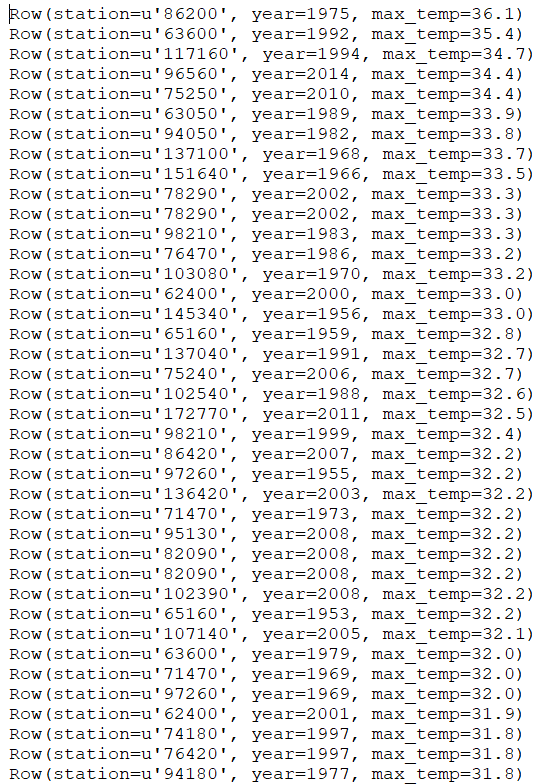 Row(station=u'86200', year=1975, max_temp=36.1)
Row(station=u'63600', year=1992, max_temp=35.4)
Row(station=u'117160', year=1994, max_temp=34.7)
Row(station=u'96560', year=2014, max_temp=34.4)
Row(station=u'75250', year=2010, max_temp=34.4)
Row(station=u'63050', year=1989, max_temp=33.9)
Row(station=u'94050', year=1982, max_temp=33.8)
Row(station=u'137100', year=1968, max_temp=33.7)
Row(station=u'151640', year=1966, max_temp=33.5)
Row(station=u'78290', year=2002, max_temp=33.3)
Row(station=u'78290', year=2002, max_temp=33.3)
Row(station=u'98210', year=1983, max_temp=33.3)
Row(station=u'76470', year=1986, max_temp=33.2)
Row(station=u'103080', year=1970, max_temp=33.2)
Row(station=u'62400', year=2000, max_temp=33.0)
Row(station=u'145340', year=1956, max_temp=33.0)
Row(station=u'65160', year=1959, max_temp=32.8)
Row(station=u'137040', year=1991, max_temp=32.7)
Row(station=u'75240', year=2006, max_temp=32.7)
Row(station=u'102540', year=1988, max_temp=32.6)
Row(station=u'172770', year=2011, max_temp=32.5)
Row(station=u'98210', year=1999, max_temp=32.4)
Row(station=u'86420', year=2007, max_temp=32.2)
Row(station=u'97260', year=1955, max_temp=32.2)
Row(station=u'136420', year=2003, max_temp=32.2)
Row(station=u'71470', year=1973, max_temp=32.2)
Row(station=u'95130', year=2008, max_temp=32.2)
Row(station=u'82090', year=2008, max_temp=32.2)
Row(station=u'82090', year=2008, max_temp=32.2)
Row(station=u'102390', year=2008, max_temp=32.2)
Row(station=u'65160', year=1953, max_temp=32.2)
Row(station=u'107140', year=2005, max_temp=32.1)
Row(station=u'63600', year=1979, max_temp=32.0)
Row(station=u'71470', year=1969, max_temp=32.0)
Row(station=u'97260', year=1969, max_temp=32.0)
Row(station=u'62400', year=2001, max_temp=31.9)
Row(station=u'74180', year=1997, max_temp=31.8)
Row(station=u'76420', year=1997, max_temp=31.8)
Row(station=u'94180', year=1977, max_temp=31.8)